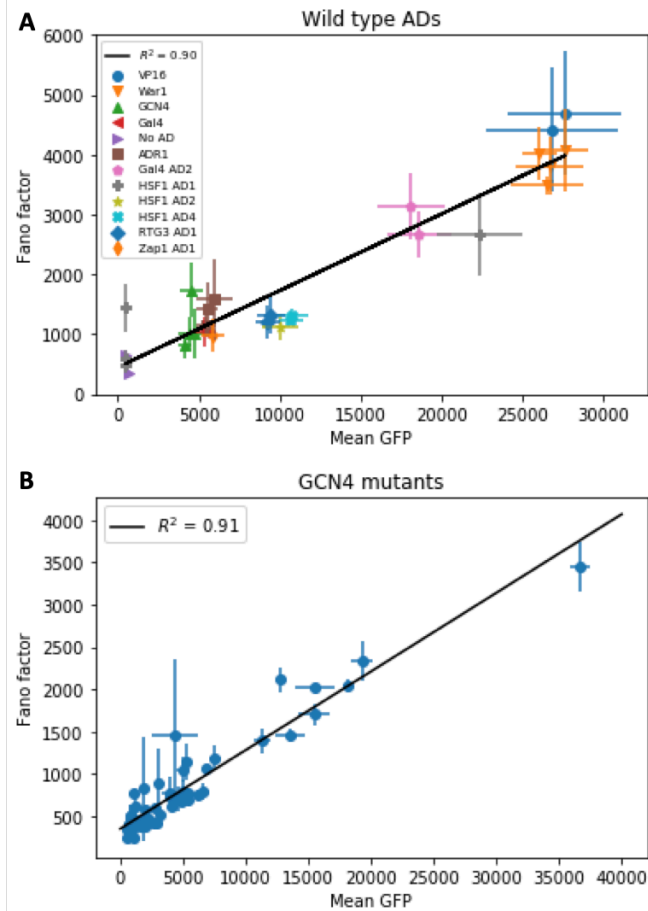 A
Wild type ADs
6000
5000
4000
3000
2000
1000
0
Fano factor
R² = 0.90
VP16
War1
GCN4
Gal4
No AD
ADR1
Gal4 AD2
HSF1 AD1
HSF1 AD2
HSF1 AD4
RTG3 AD1
Zap1 AD1
0 5000 10000 15000 20000 25000 30000
Mean GFP
B
GCN4 mutants
R² = 0.91
4000
3500
3000
2500
2000
1500
1000
500
Fano factor
0 5000 10000 15000 20000 25000 30000 35000 40000
Mean GFP